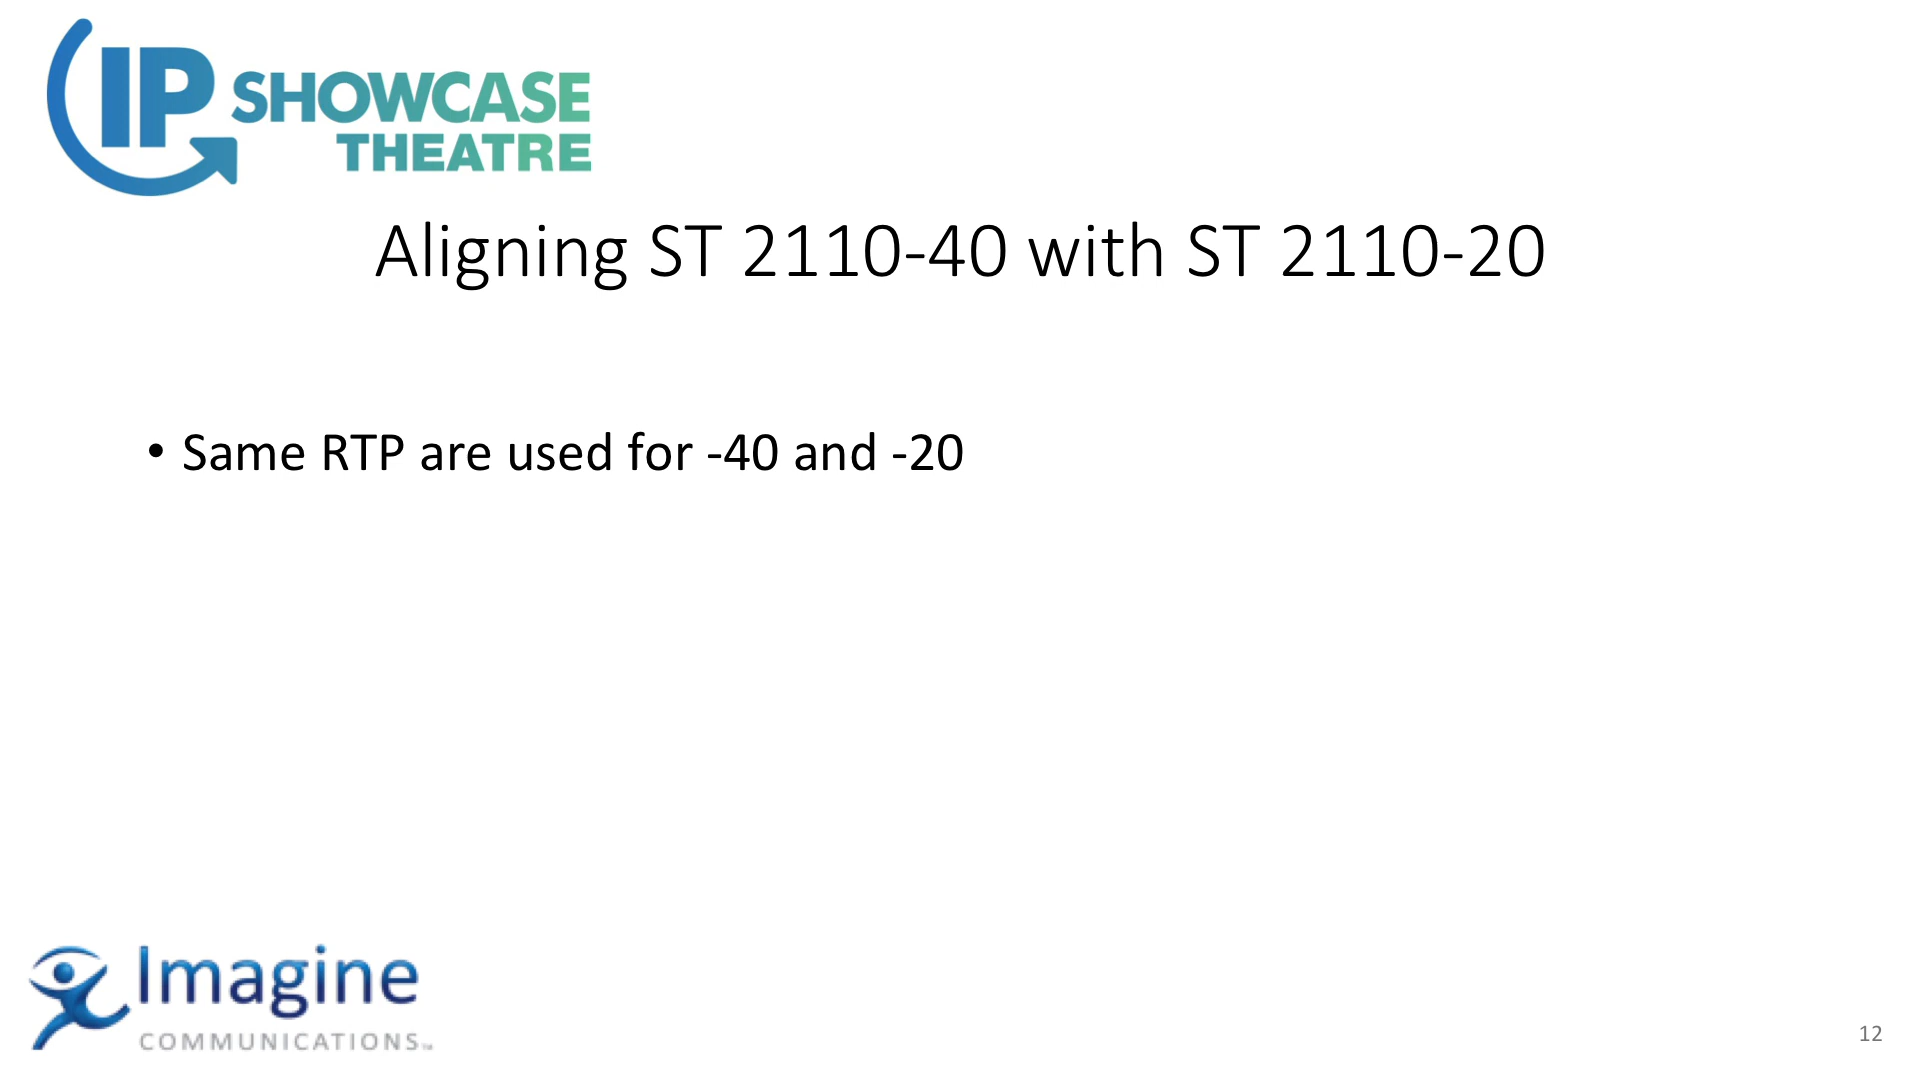 IP SHOWCASE
THEATRE
Aligning ST 2110-40 with ST 2110-20
• Same RTP are used for -40 and -20
Imagine
COMMUNICATIONS™
12